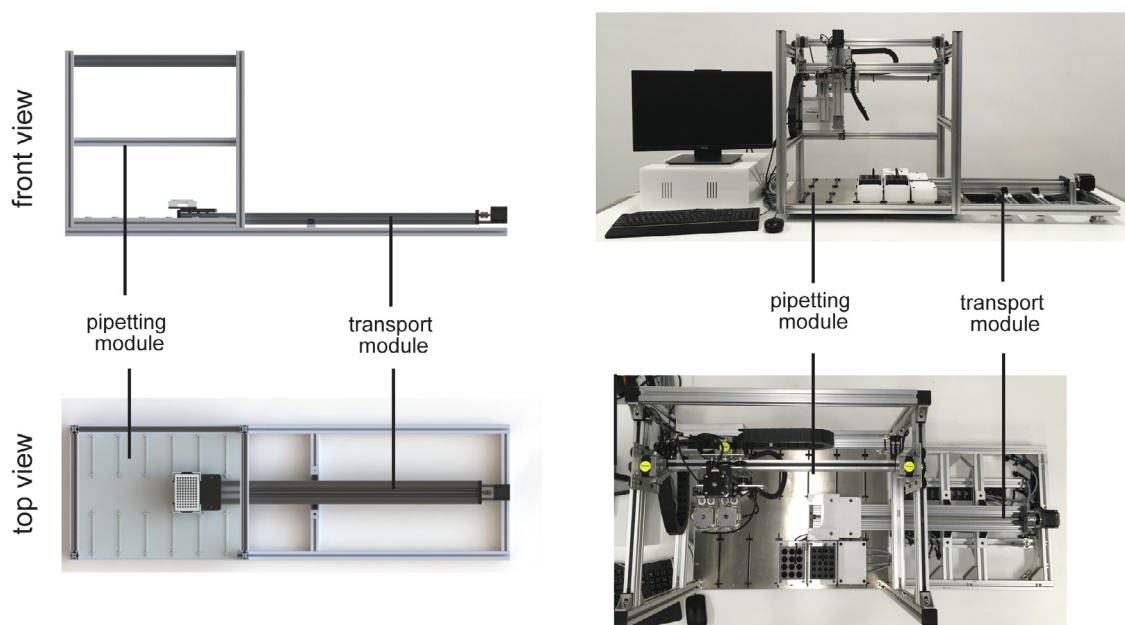 front view
pipetting
module
transport
module
pipetting
module
transport
module
top view